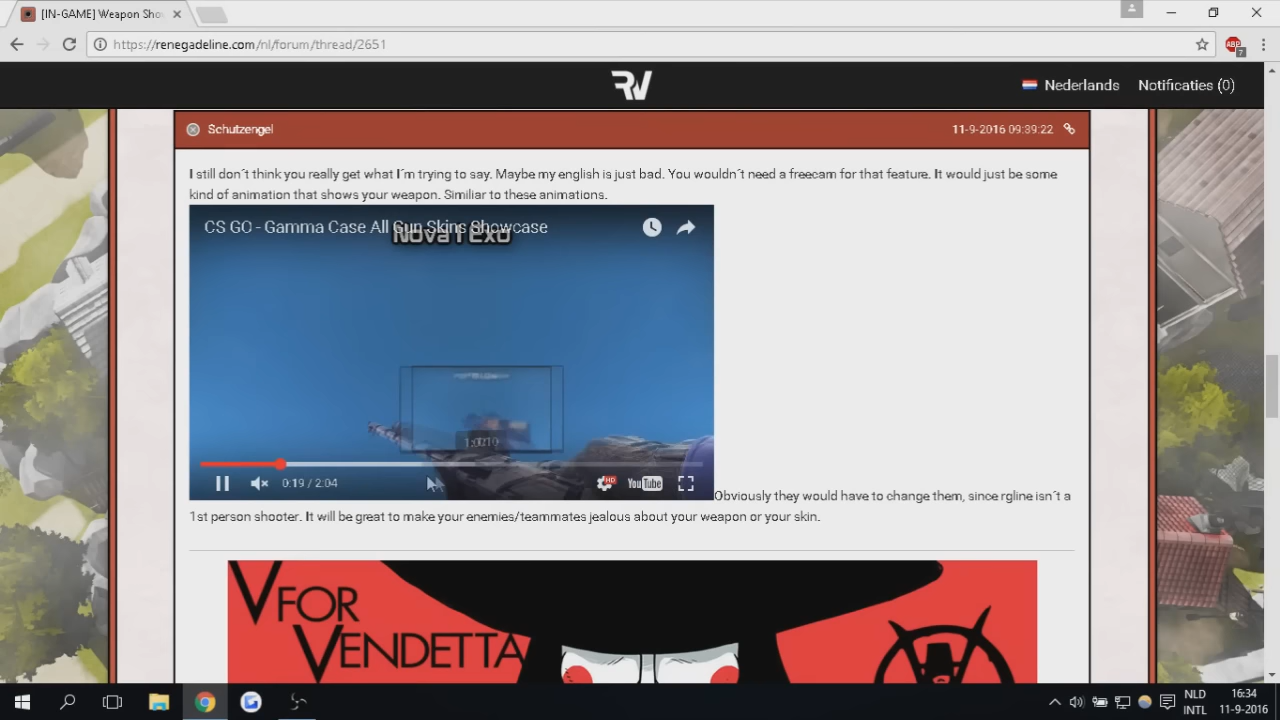 [IN-GAME] Weapon Sho
https://renegadeline.com/nl/forum/thread/2651
ABP
7
Nederlands
Notificaties (0)
Schutzengel
11-9-2016 09:39:22
I still don´t think you really get what I´m trying to say. Maybe my english is just bad. You wouldn´t need a freecam for that feature. It would just be some
kind of animation that shows your weapon. Similiar to these animations.
CS GO - Gamma Case All Gun Skins Showcase
Nova | Exo
0:19 / 2:04
HD
YouTube
Obviously they would have to change them, since rgline isn´t a
1st person shooter. It will be great to make your enemies/teammates jealous about your weapon or your skin.
V FOR
VENDETTA
NLD
INTL
16:34
11-9-2016